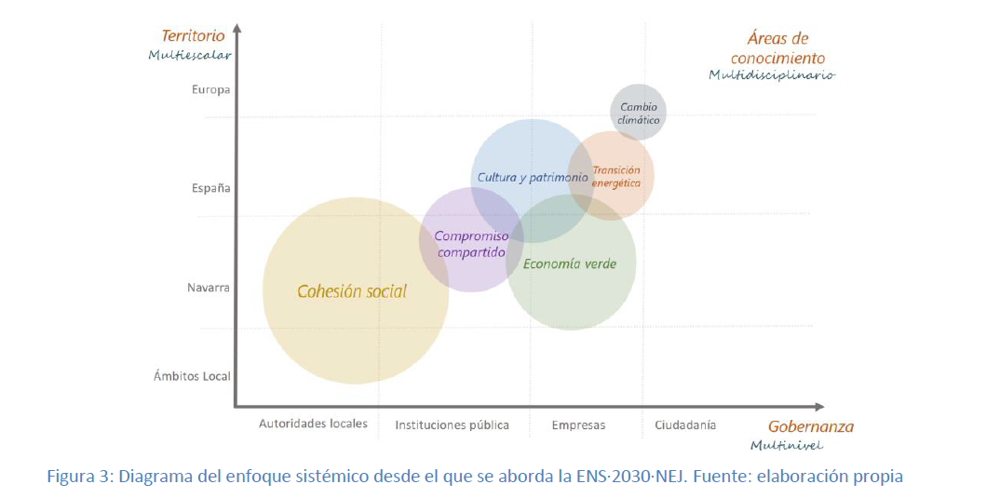 Territorio
Multiescalar
Áreas de
conocimiento
Multidisciplinario
Europa
Cambio
climático
España
Cultura y patrimonio
Transición
energética
Compromiso
compartido
Economía verde
Navarra
Cohesión social
Ámbitos Local
Autoridades locales
Instituciones pública
Empresas
Ciudadanía
Gobernanza
Multinivel
Figura 3: Diagrama del enfoque sistémico desde el que se aborda la ENS·2030·NEJ. Fuente: elaboración propia